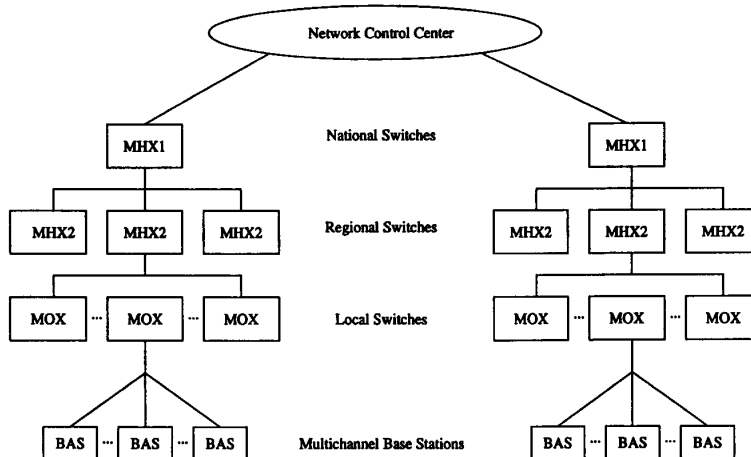 Network Control Center
MHX1 National Switches MHX1
MHX2 MHX2 MHX2 Regional Switches MHX2 MHX2 MHX2
MOX ... MOX ... MOX Local Switches MOX ... MOX ... MOX
BAS ... BAS ... BAS Multichannel Base Stations BAS ... BAS ... BAS